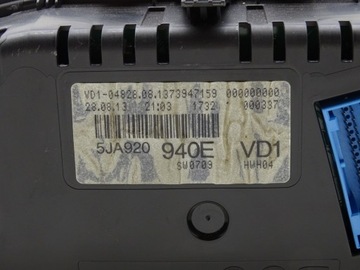 VD1-04828.08.1373947159 000000000
28.08.13 21:03 1732 * 000337
5JA920 940E VD1
SW0703 HWH04